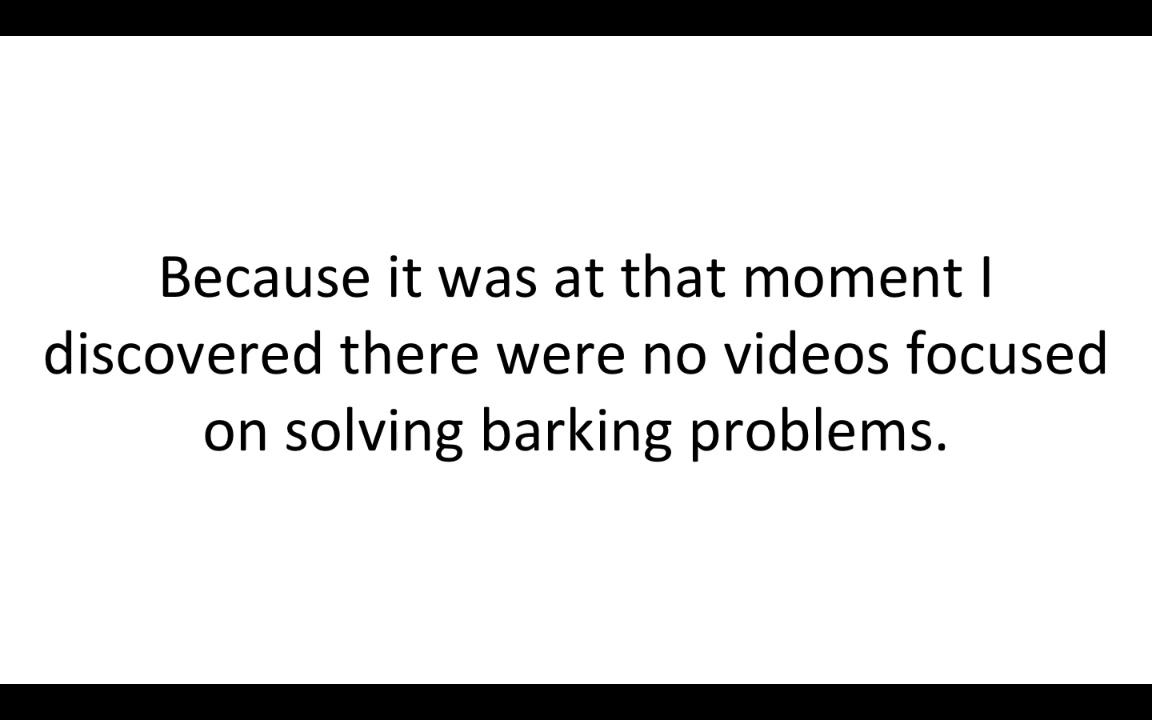 Because it was at that moment I
discovered there were no videos focused
on solving barking problems.